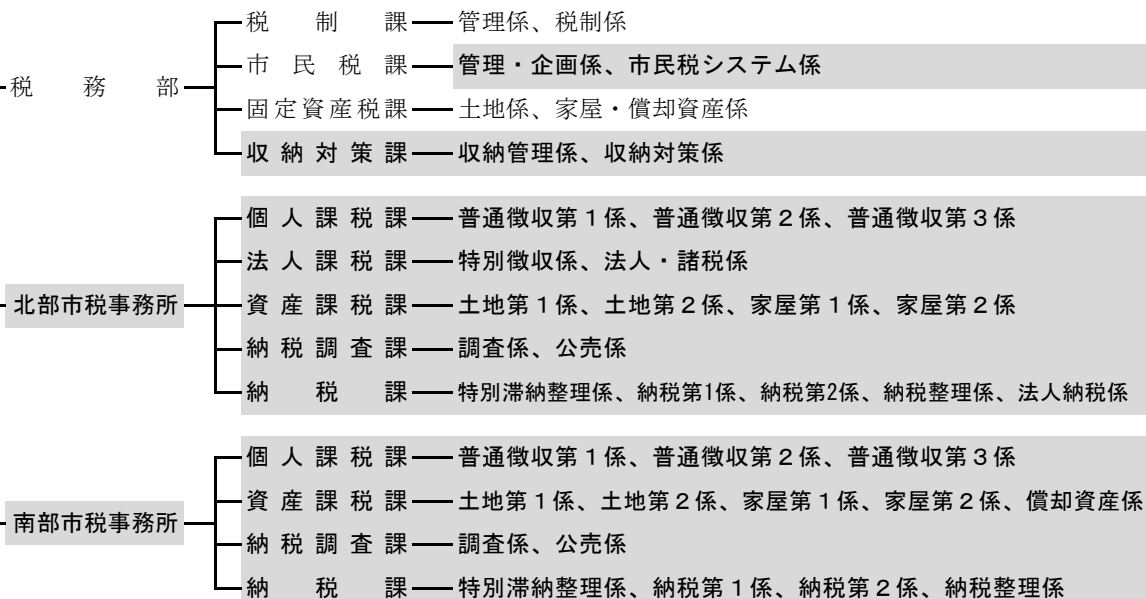 税務部
税制課 管理係、税制係
市民税課 管理・企画係、市民税システム係
固定資産税課 土地係、家屋・償却資産係
収納対策課 収納管理係、収納対策係
北部市税事務所
個人課税課 普通徴収第１係、普通徴収第２係、普通徴収第３係
法人課税課 特別徴収係、法人・諸税係
資産課税課 土地第１係、土地第２係、家屋第１係、家屋第２係
納税調査課 調査係、公売係
納税課 特別滞納整理係、納税第1係、納税第2係、納税整理係、法人納税係
南部市税事務所
個人課税課 普通徴収第１係、普通徴収第２係、普通徴収第３係
資産課税課 土地第１係、土地第２係、家屋第１係、家屋第２係、償却資産係
納税調査課 調査係、公売係
納税課 特別滞納整理係、納税第１係、納税第２係、納税整理係